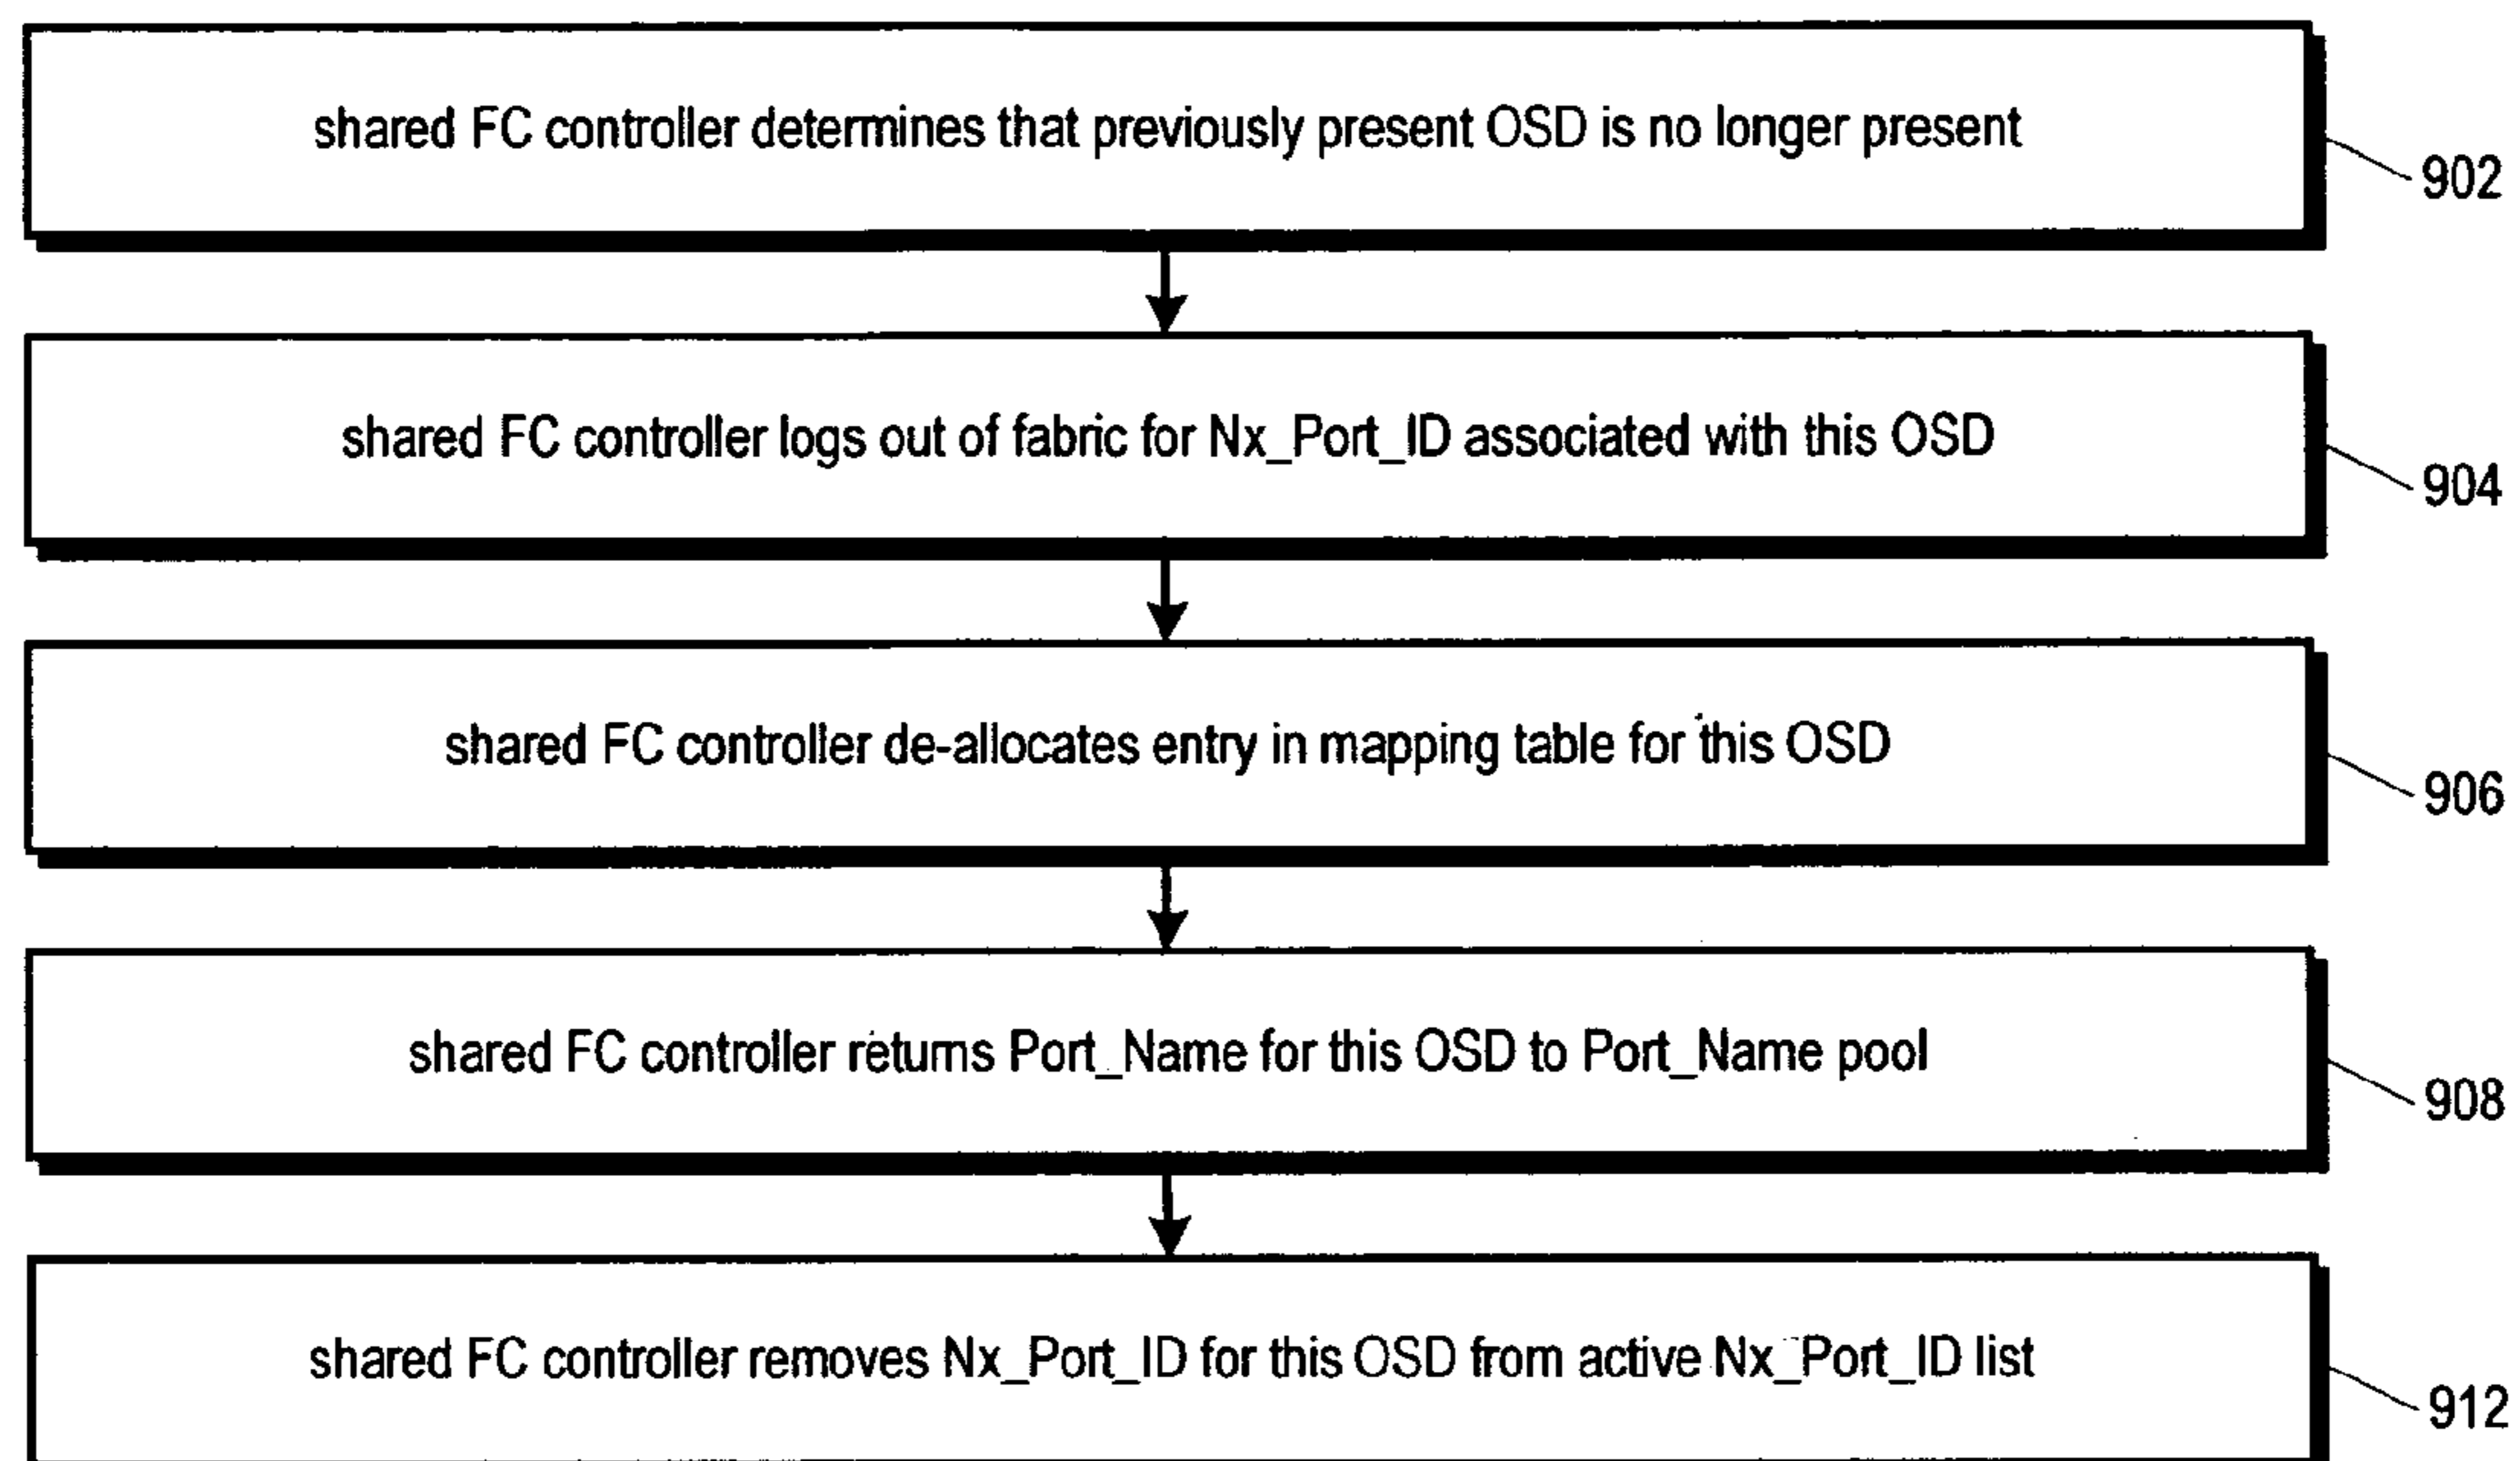 shared FC controller determines that previously present OSD is no longer present
902
shared FC controller logs out of fabric for Nx_Port_ID associated with this OSD
904
shared FC controller de-allocates entry in mapping table for this OSD
906
shared FC controller returns Port_Name for this OSD to Port_Name pool
908
shared FC controller removes Nx_Port_ID for this OSD from active Nx_Port_ID list
912